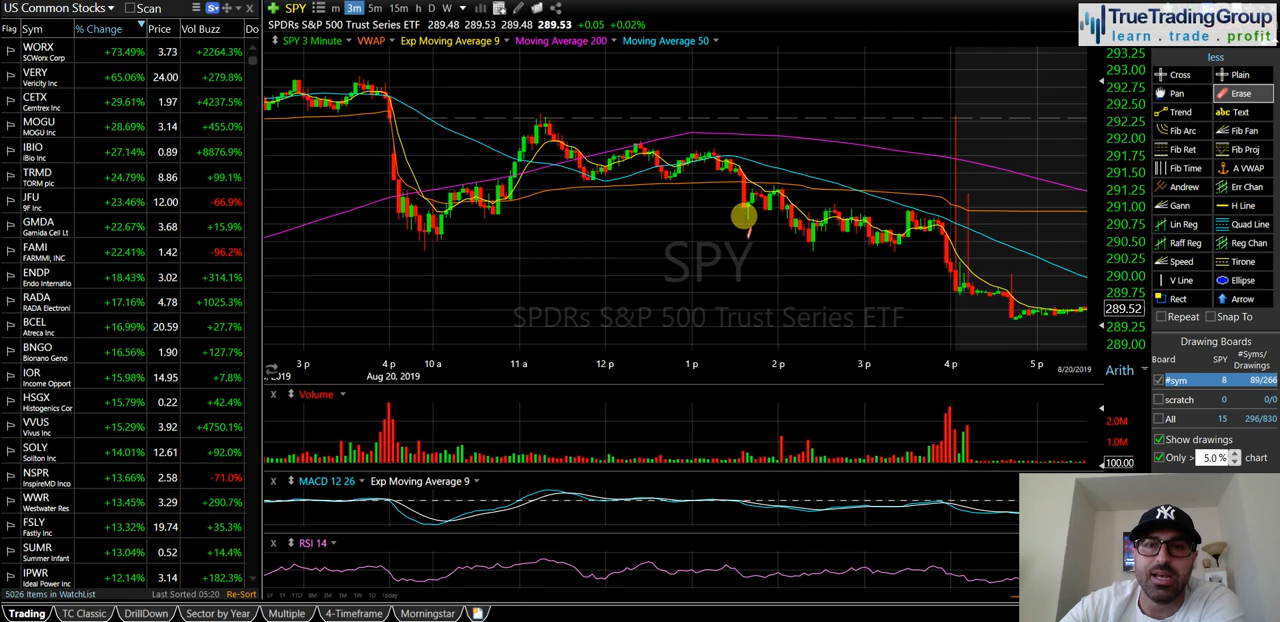 US Common Stocks Scan
Flag Sym % Change Price Vol Buzz Do
WORX +73.49% 3.73 +2264.3%
SCWorx Corp
VERY +65.06% 24.00 +279.8%
Vericity Inc
CETX +29.61% 1.97 +4237.5%
Cemtrex Inc
MOGU +28.69% 3.14 +455.0%
MOGU Inc
IBIO +27.14% 0.89 +8876.9%
iBio Inc
TRMD +24.79% 8.86 +99.1%
TORM plc
JFU +23.46% 12.00 -66.9%
9F Inc
GMDA +22.67% 3.68 +15.9%
Gamida Cell Lt
FAMI +22.41% 1.42 -96.2%
FARMMI, INC
ENDP +18.43% 3.02 +314.1%
Endo Internatio
RADA +17.16% 4.78 +1025.3%
RADA Electroni
BCEL +16.99% 20.59 +27.7%
Atreca Inc
BNGO +16.56% 1.90 +127.7%
Bionano Geno
IOR +15.98% 14.95 +7.8%
Income Opport
HSGX +15.79% 0.22 +42.4%
Histogenics Cor
VVUS +15.29% 3.92 +4750.1%
Vivus Inc
SOLY +14.01% 12.61 +92.0%
Soliton Inc
NSPR +13.66% 2.58 -71.0%
InspireMD Inco
WWR +13.45% 3.29 +290.7%
Westwater Res
FSLY +13.32% 19.74 +35.3%
Fastly Inc
SUMR +13.04% 0.52 +14.4%
Summer Infant
IPWR +12.14% 3.14 +182.3%
Ideal Power Inc
5026 Items in WatchList Last Sorted 05:20 Re-Sort
Trading TC Classic DrillDown Sector by Year Multiple 4-Timeframe Morningstar
SPY m 3m 5m 15m h D W
SPDRs S&P 500 Trust Series ETF 289.48 289.53 289.48 289.53 +0.05 +0.02%
SPY 3 Minute VWAP Exp Moving Average 9 Moving Average 200 Moving Average 50
SPY
SPDRs S&P 500 Trust Series ETF
293.25
293.00
292.75
292.50
292.25
292.00
291.75
291.50
291.25
291.00
290.75
290.50
290.25
290.00
289.75
289.52
289.25
289.00
3 p 4 p 10 a 11 a 12 p 1 p 2 p 3 p 4 p 5 p
/2019 Aug 20, 2019 8/20/2019 Arith
X Volume
2.0M
1.0M
100.00
X MACD 12 26 Exp Moving Average 9
X RSI 14
TrueTradingGroup
learn . trade . profit
less
Cross Plain
Pan Erase
Trend abc Text
Fib Arc Fib Fan
Fib Ret Fib Proj
Fib Time A VWAP
Andrew Err Chan
Gann H Line
Lin Reg Quad Line
Raff Reg Reg Chan
Speed Tirone
V Line Ellipse
Rect Arrow
Repeat Snap To
Drawing Boards
Board SPY #Syms/
Drawings
#sym 8 89/266
scratch 0 0/0
All 15 296/830
Show drawings
Only > 5.0 % chart
NY